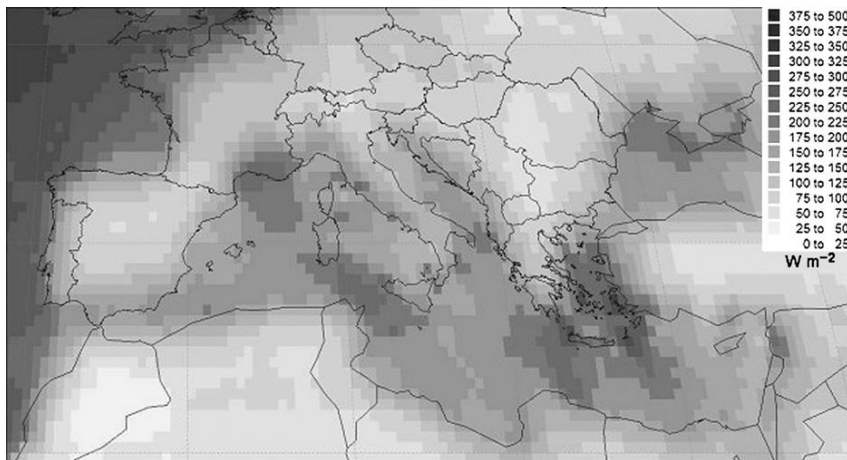 375 to 500
350 to 375
325 to 350
300 to 325
275 to 300
250 to 275
225 to 250
200 to 225
175 to 200
150 to 175
125 to 150
100 to 125
75 to 100
50 to 75
25 to 50
0 to 25
W m⁻²